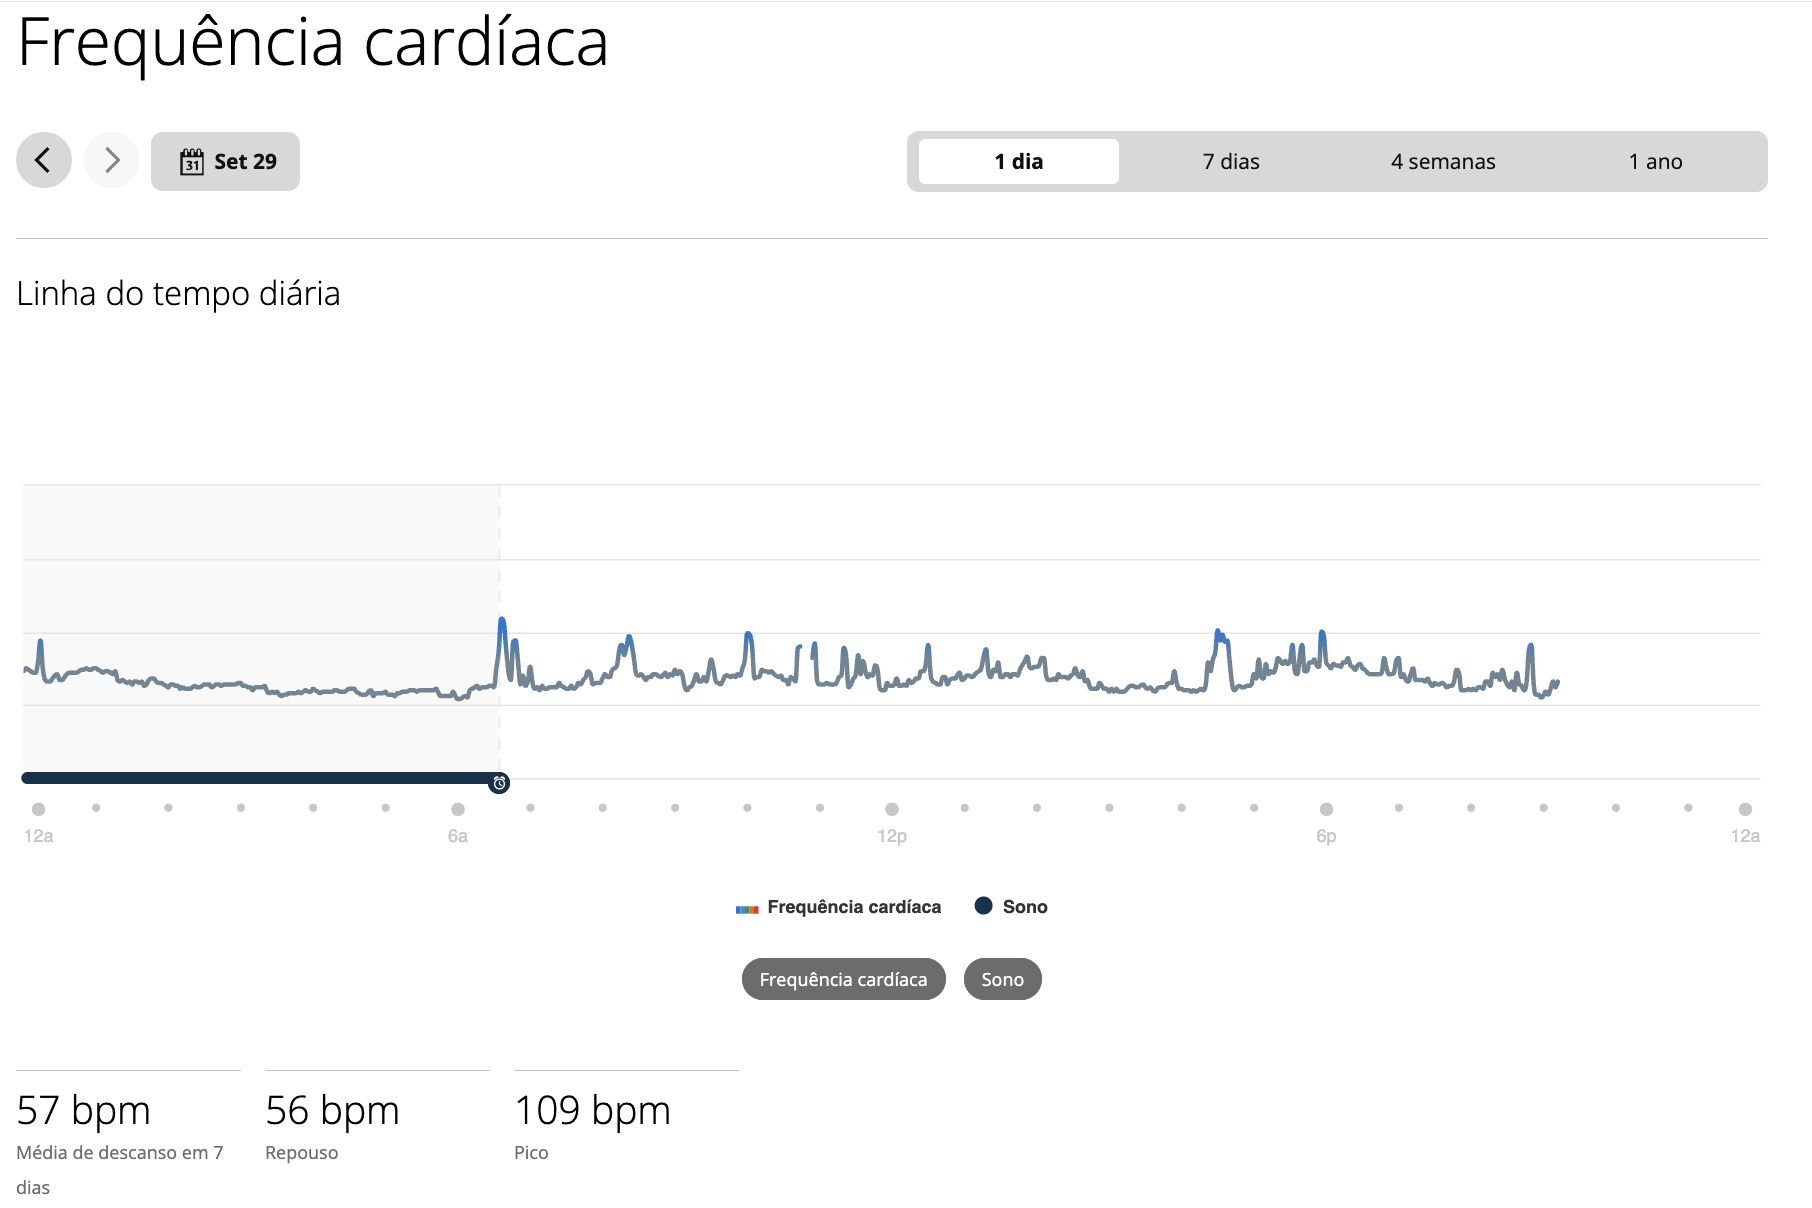 Frequência cardíaca
31 Set 29
1 dia 7 dias 4 semanas 1 ano
Linha do tempo diária
12a 6a 12p 6p 12a
Frequência cardíaca Sono
Frequência cardíaca Sono
57 bpm 56 bpm 109 bpm
Média de descanso em 7 Repouso Pico
dias